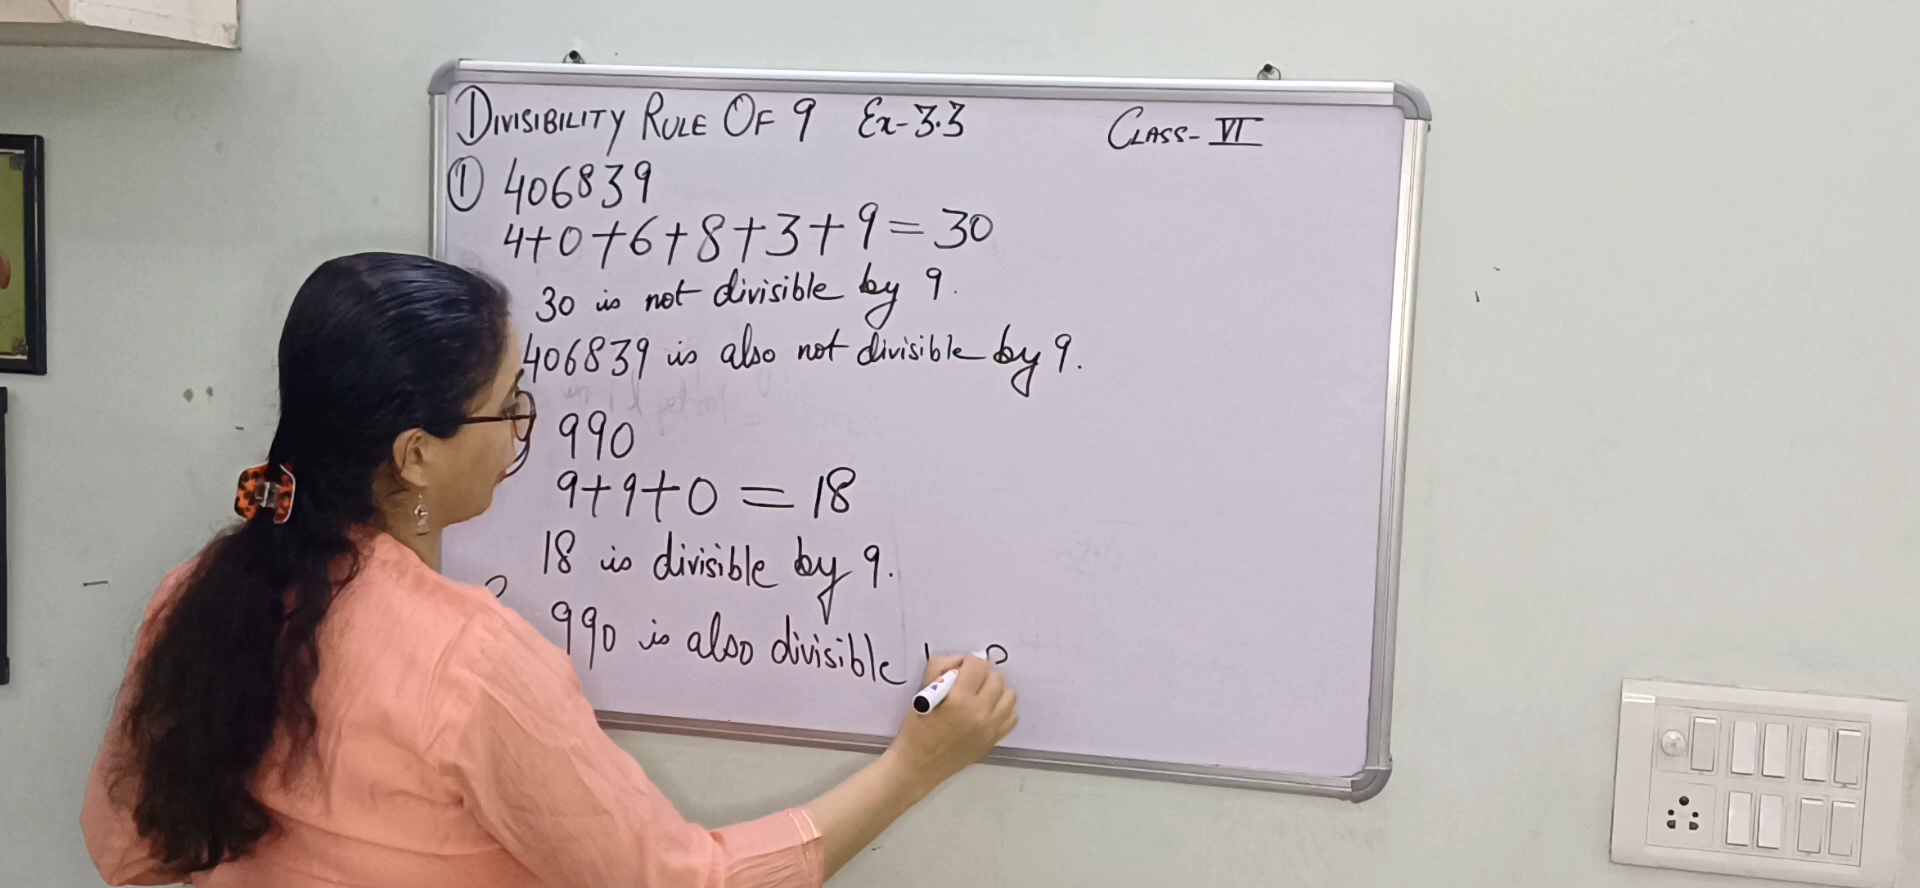 DIVISIBILITY RULE OF 9 Ex-3.3 CLASS-VI
① 406839
4+0+6+8+3+9=30
30 is not divisible by 9.
406839 is also not divisible by 9.
990
9+9+0=18
18 is divisible by 9.
990 is also divisible